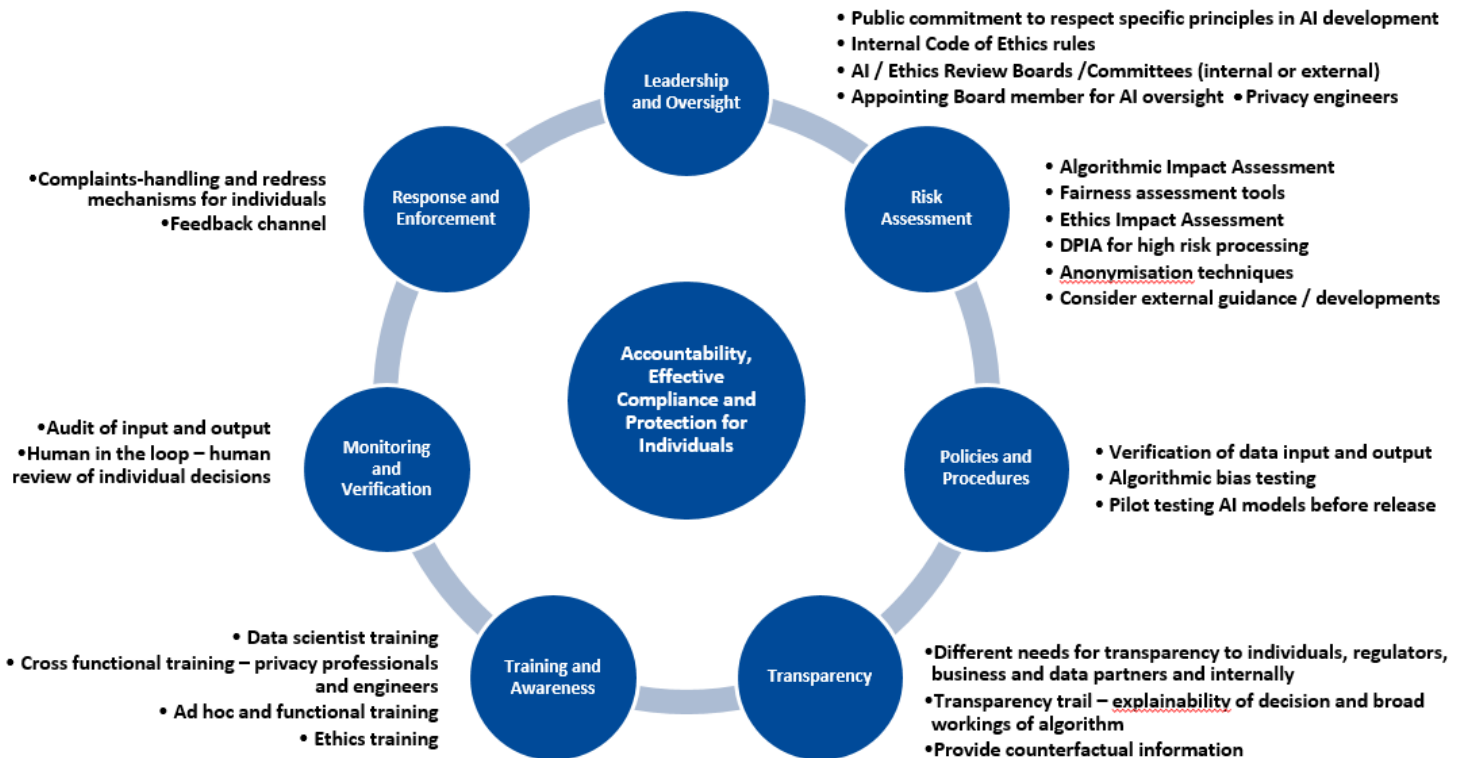 • Public commitment to respect specific principles in AI development
• Internal Code of Ethics rules
• AI / Ethics Review Boards /Committees (internal or external)
• Appointing Board member for AI oversight • Privacy engineers
Leadership
and Oversight
• Algorithmic Impact Assessment
• Fairness assessment tools
• Ethics Impact Assessment
• DPIA for high risk processing
• Anonymisation techniques
• Consider external guidance / developments
Risk
Assessment
• Verification of data input and output
• Algorithmic bias testing
• Pilot testing AI models before release
Policies and
Procedures
•Different needs for transparency to individuals, regulators,
business and data partners and internally
•Transparency trail – explainability of decision and broad
workings of algorithm
•Provide counterfactual information
Transparency
• Data scientist training
• Cross functional training – privacy professionals
and engineers
• Ad hoc and functional training
• Ethics training
Training and
Awareness
•Audit of input and output
•Human in the loop – human
review of individual decisions
Monitoring
and
Verification
•Complaints-handling and redress
mechanisms for individuals
•Feedback channel
Response and
Enforcement
Accountability,
Effective
Compliance and
Protection for
Individuals